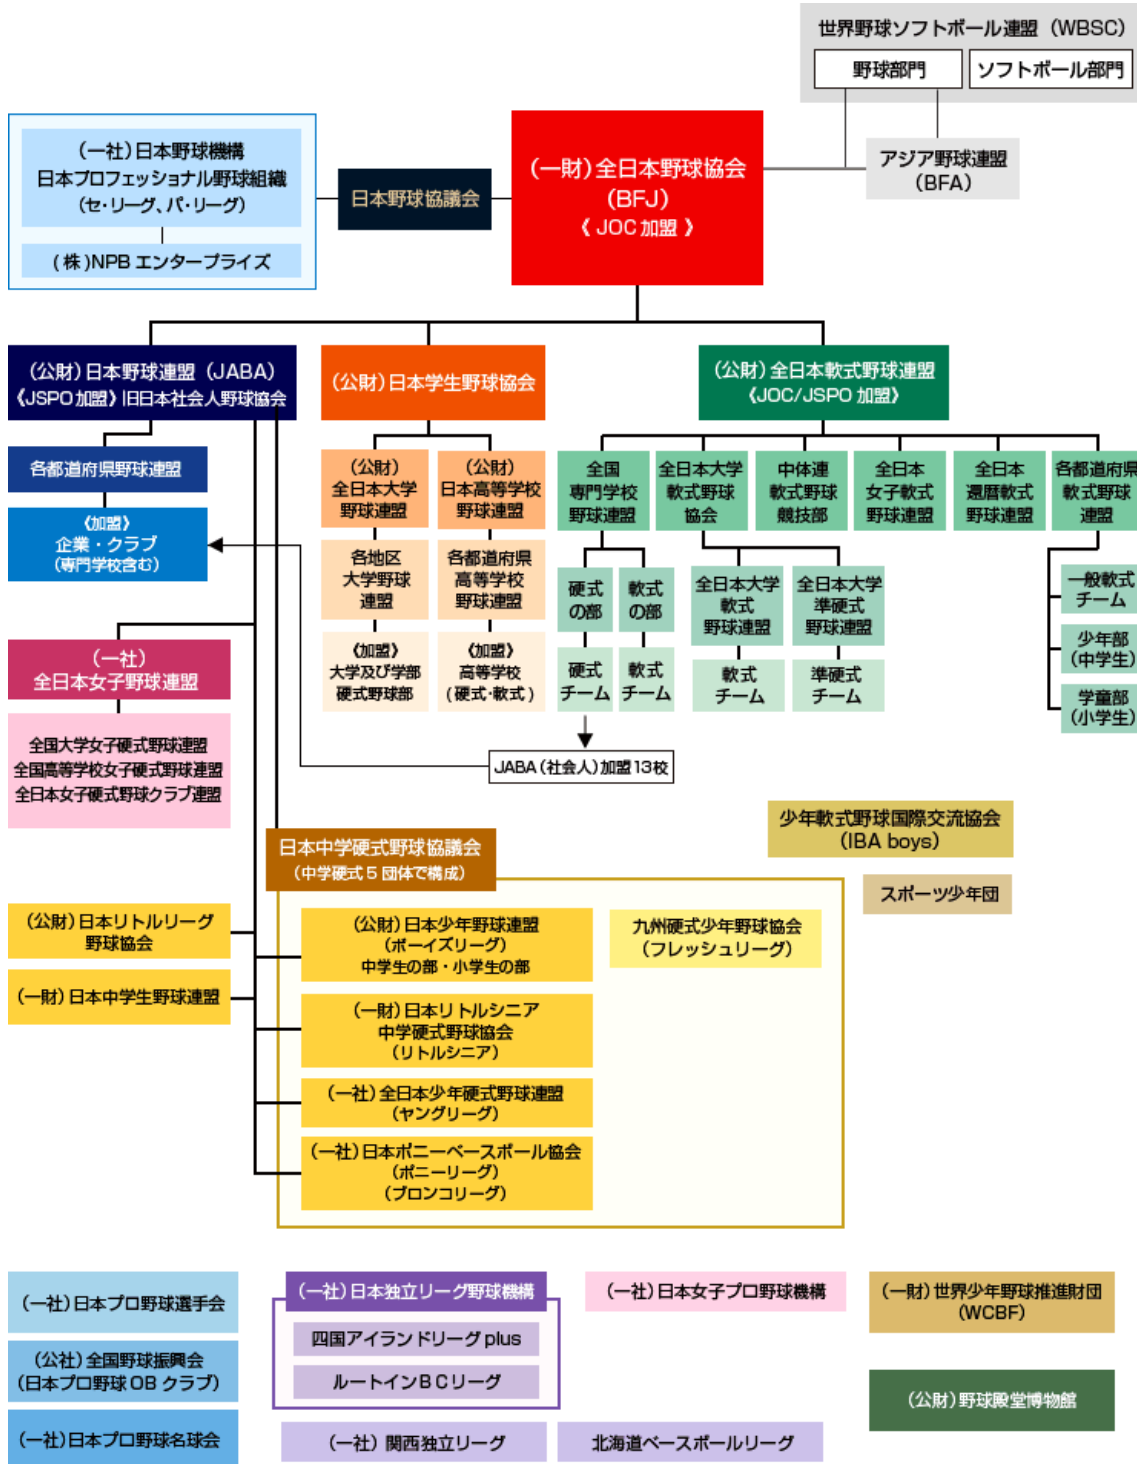 世界野球ソフトボール連盟（WBSC）
野球部門
ソフトボール部門
アジア野球連盟
（BFA）
（一社）日本野球機構
日本プロフェッショナル野球組織
（セ・リーグ、パ・リーグ）
(株)NPBエンタープライズ
日本野球協議会
（一財）全日本野球協会
（BFJ）
《 JOC加盟 》
（公財）日本野球連盟（JABA）
《JSPO加盟》旧日本社会人野球協会
（公財）日本学生野球協会
（公財）全日本軟式野球連盟
《JOC/JSPO加盟》
各都道府県野球連盟
《加盟》
企業・クラブ
（専門学校含む）
（公財）
全日本大学
野球連盟
（公財）
日本高等学校
野球連盟
各地区
大学野球
連盟
各都道府県
高等学校
野球連盟
《加盟》
大学及び学部
硬式野球部
《加盟》
高等学校
(硬式・軟式)
全国
専門学校
野球連盟
全日本大学
軟式野球
協会
中体連
軟式野球
競技部
全日本
女子軟式
野球連盟
全日本
還暦軟式
野球連盟
各都道府県
軟式野球
連盟
硬式
の部
軟式
の部
全日本大学
軟式
野球連盟
全日本大学
準硬式
野球連盟
硬式
チーム
軟式
チーム
軟式
チーム
準硬式
チーム
一般軟式
チーム
少年部
（中学生）
学童部
（小学生）
JABA（社会人）加盟13校
（一社）
全日本女子野球連盟
全国大学女子硬式野球連盟
全国高等学校女子硬式野球連盟
全日本女子硬式野球クラブ連盟
少年軟式野球国際交流協会
（IBA boys）
スポーツ少年団
日本中学硬式野球協議会
（中学硬式5団体で構成）
（公財）日本リトルリーグ
野球協会
（一財）日本中学生野球連盟
（公財）日本少年野球連盟
（ボーイズリーグ）
中学生の部・小学生の部
（一財）日本リトルシニア
中学硬式野球協会
（リトルシニア）
（一社）全日本少年硬式野球連盟
（ヤングリーグ）
（一社）日本ポニーベースボール協会
（ポニーリーグ）
（ブロンコリーグ）
九州硬式少年野球協会
（フレッシュリーグ）
（一社）日本プロ野球選手会
（公社）全国野球振興会
（日本プロ野球OBクラブ）
（一社）日本プロ野球名球会
（一社）日本独立リーグ野球機構
四国アイランドリーグplus
ルートインBCリーグ
（一社）関西独立リーグ
北海道ベースボールリーグ
（一社）日本女子プロ野球機構
（一財）世界少年野球推進財団
（WCBF）
（公財）野球殿堂博物館